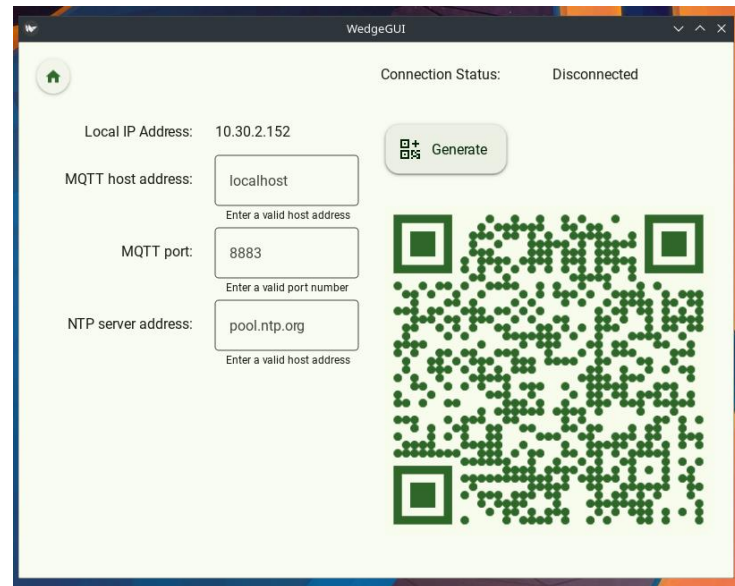 WedgeGUI
Connection Status: Disconnected
Local IP Address: 10.30.2.152
Generate
MQTT host address: localhost
Enter a valid host address
MQTT port: 8883
Enter a valid port number
NTP server address: pool.ntp.org
Enter a valid host address